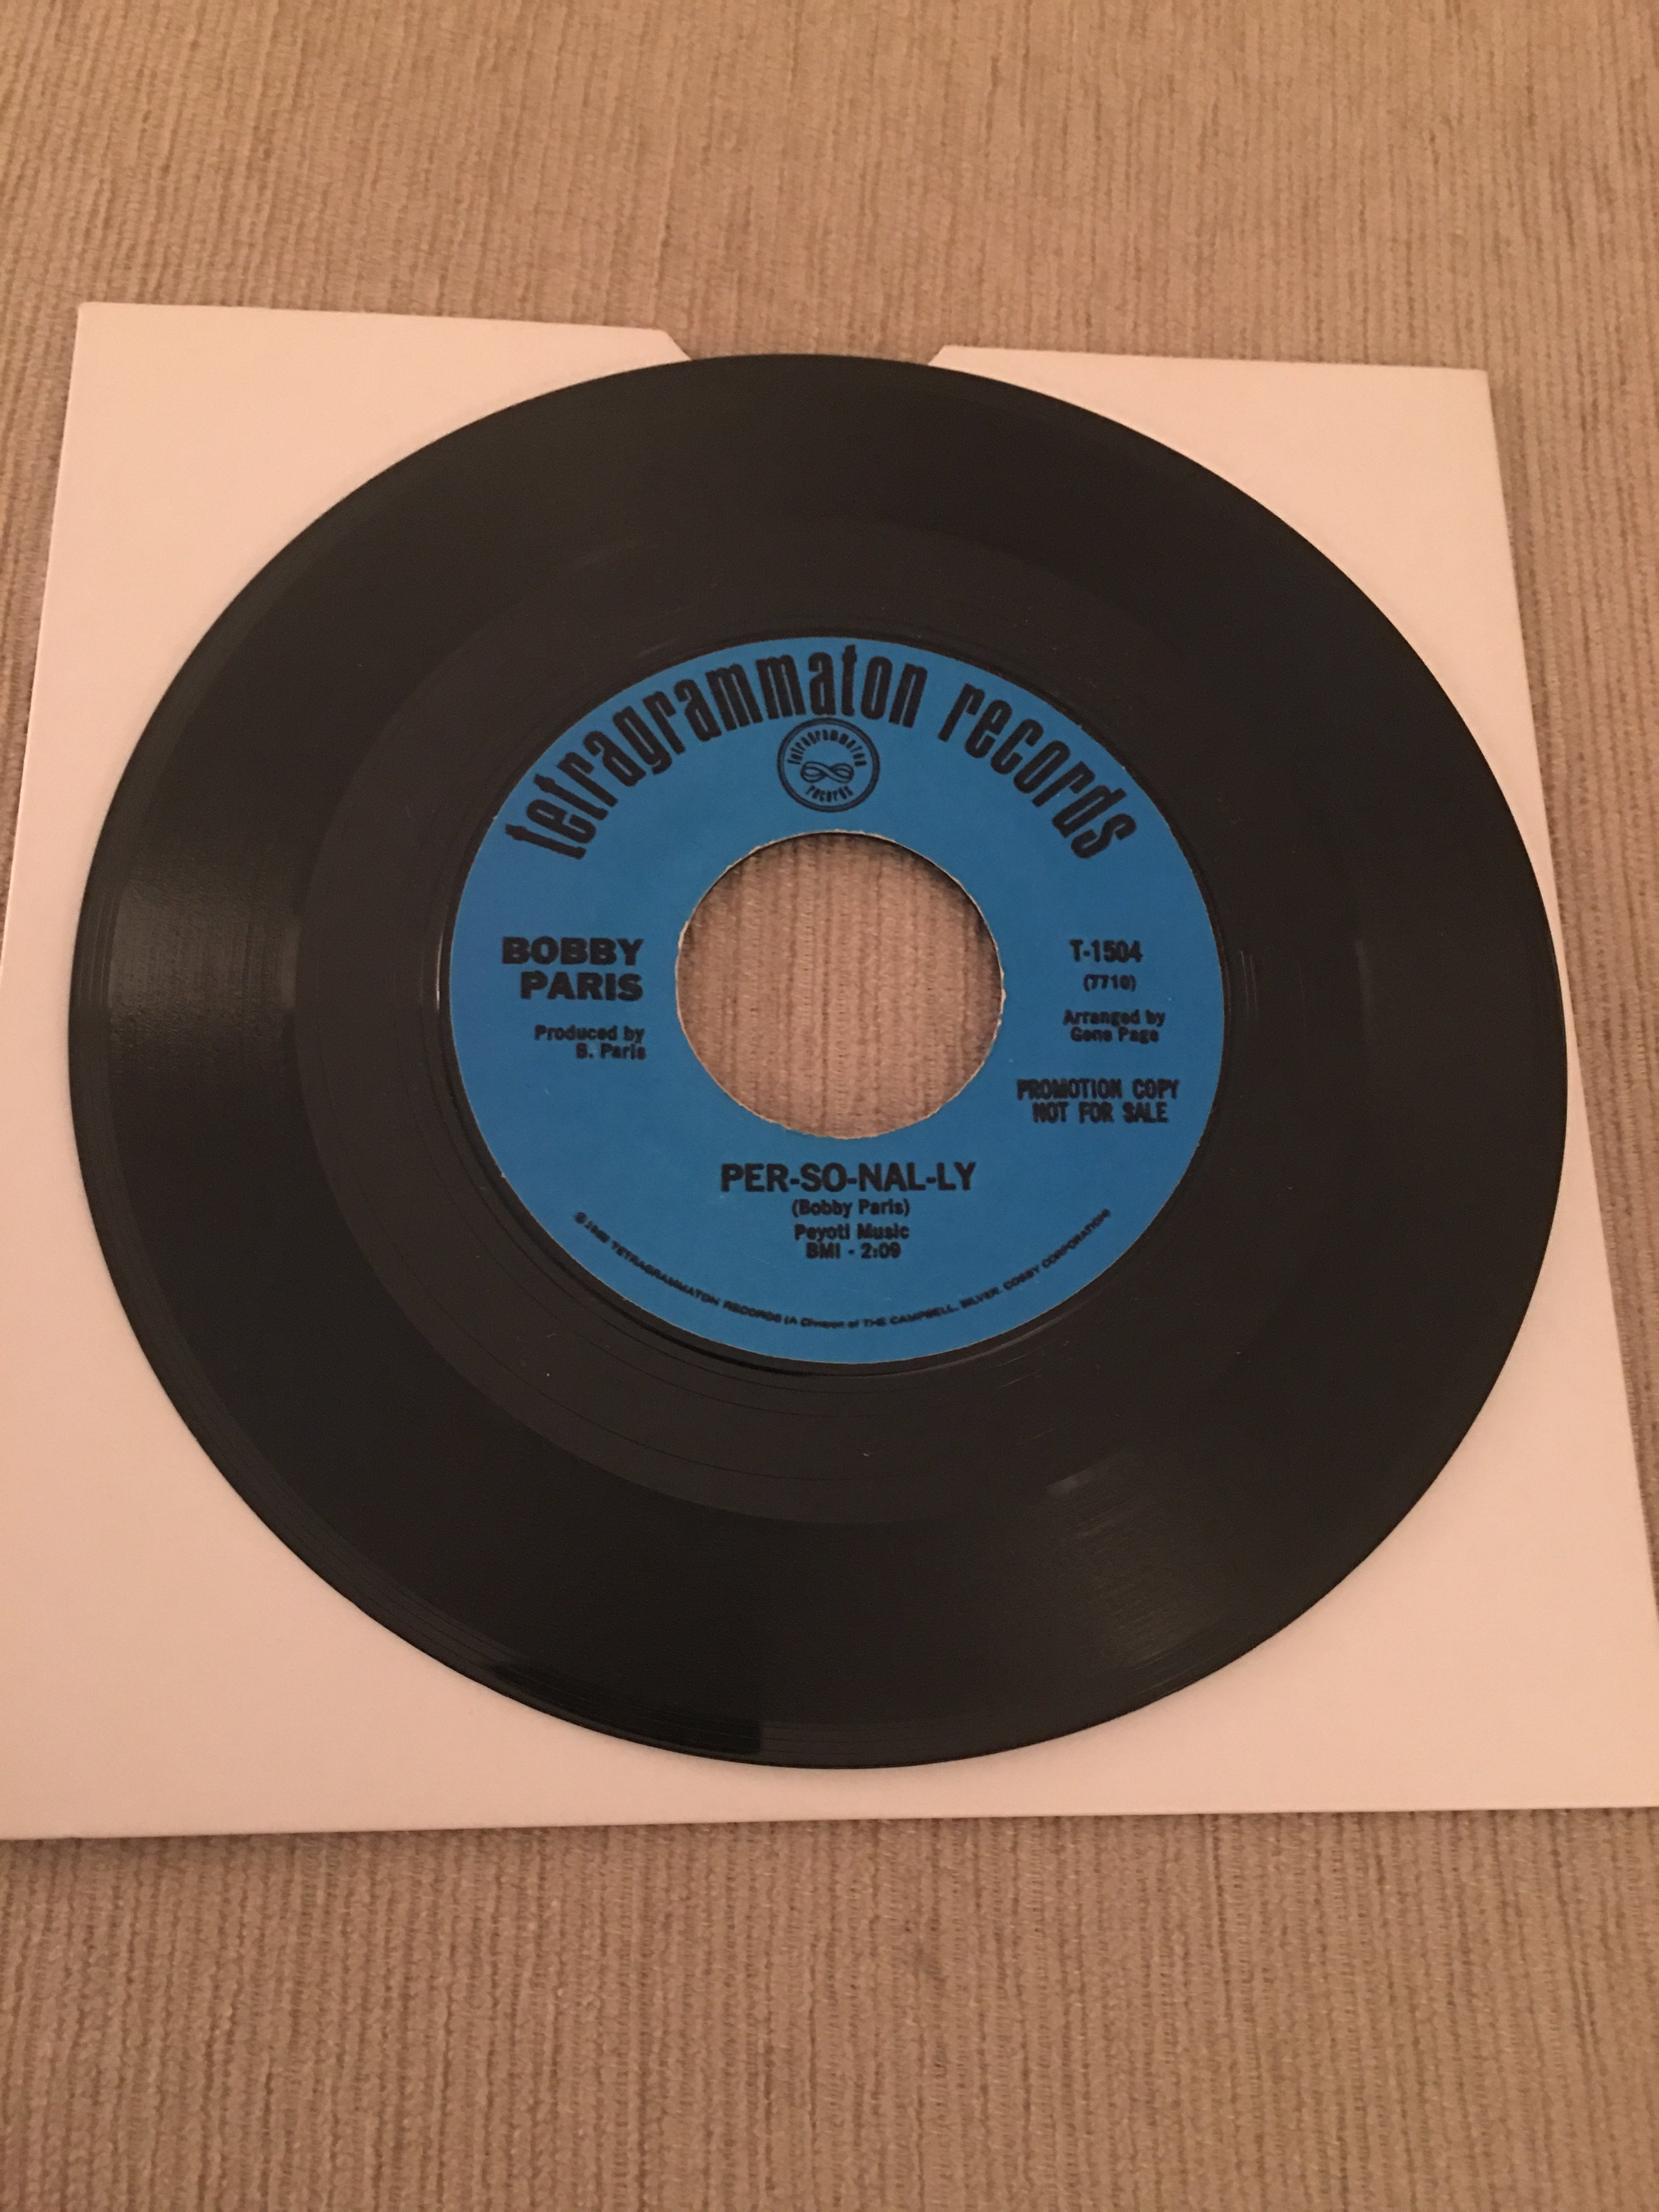 tetragrammaton records
tetragrammaton
records
BOBBY
PARIS
Produced by
B. Paris
T-1504
(7710)
Arranged by
Gene Page
PROMOTION COPY
NOT FOR SALE
PER-SO-NAL-LY
(Bobby Paris)
Peyoti Music
BMI - 2:09
TETRAGRAMMATON RECORDS (A Division of THE CAMPBELL, SILVER, COSBY CORPORATION)